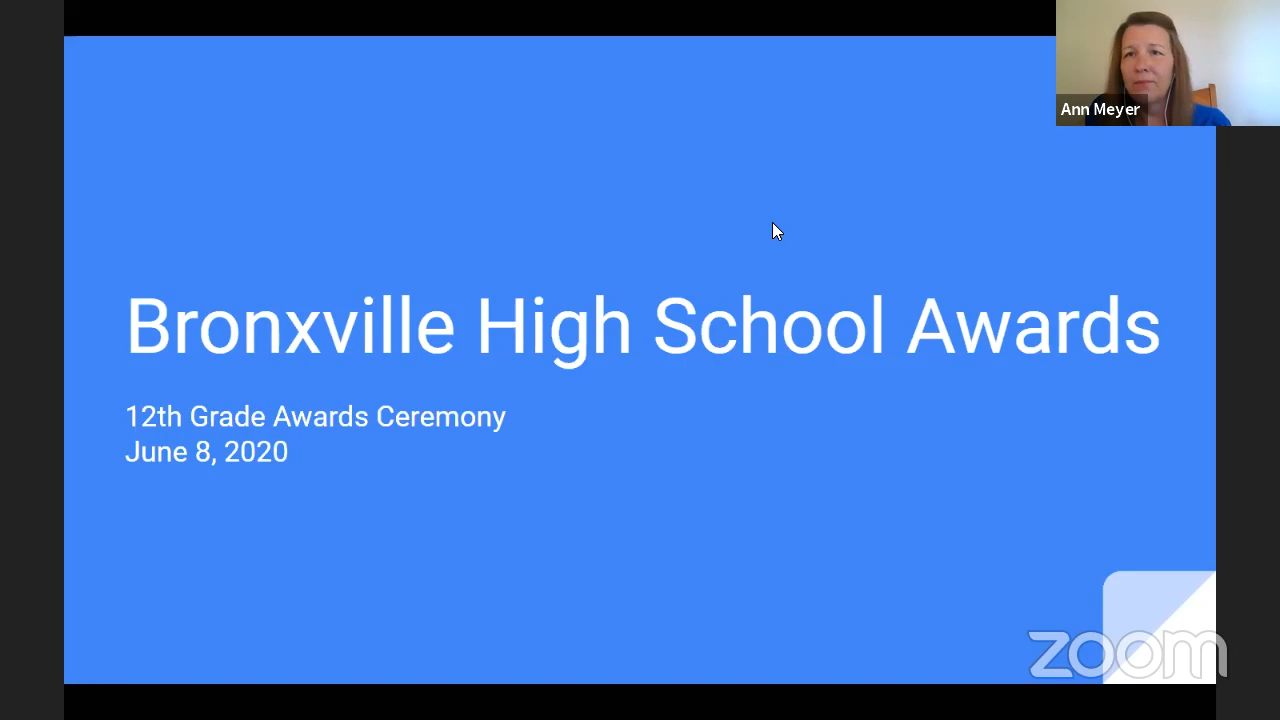 Ann Meyer
Bronxville High School Awards
12th Grade Awards Ceremony
June 8, 2020
zoom